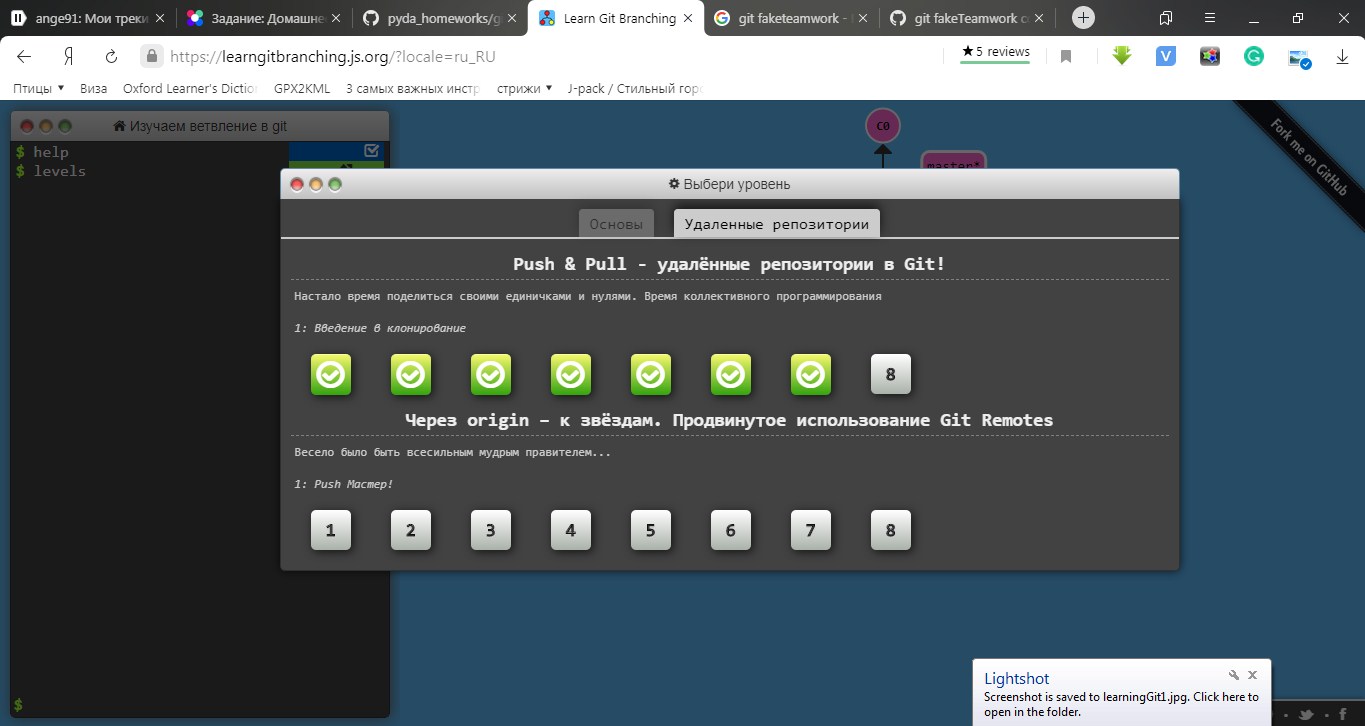 ange91: Мои треки
Задание: Домашне
pyda_homeworks/g
Learn Git Branching
git faketeamwork -
git fakeTeamwork o
https://learngitbranching.js.org/?locale=ru_RU
★5 reviews
Птицы ▼ Виза Oxford Learner's Dictio GPX2KML 3 самых важных инстр стрижи ▼ J-pack / Стильный горо
Изучаем ветвление в git
$ help
$ levels
C0
master*
Fork me on GitHub
Выбери уровень
Основы
Удаленные репозитории
Push & Pull - удалённые репозитории в Git!
Настало время поделиться своими единичками и нулями. Время коллективного программирования
1: Введение в клонирование
8
Через origin – к звёздам. Продвинутое использование Git Remotes
Весело было быть всесильным мудрым правителем...
1: Push Мастер!
1 2 3 4 5 6 7 8
$
Lightshot
Screenshot is saved to learningGit1.jpg. Click here to
open in the folder.